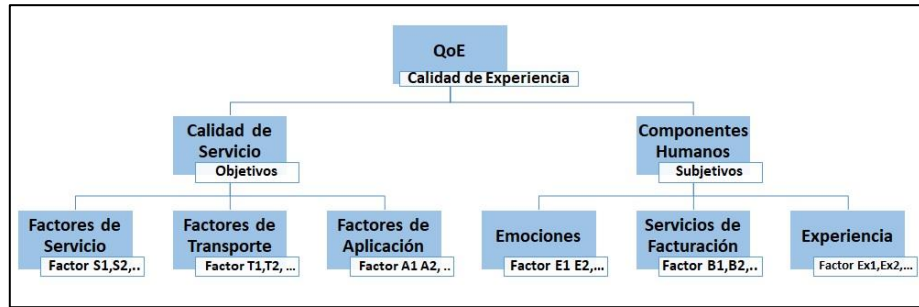 QoE
Calidad de Experiencia
Calidad de
Servicio
Objetivos
Componentes
Humanos
Subjetivos
Factores de
Servicio
Factor S1,S2,..
Factores de
Transporte
Factor T1,T2, ...
Factores de
Aplicación
Factor A1 A2, ..
Emociones
Factor E1 E2,...
Servicios de
Facturación
Factor B1,B2,..
Experiencia
Factor Ex1,Ex2,...